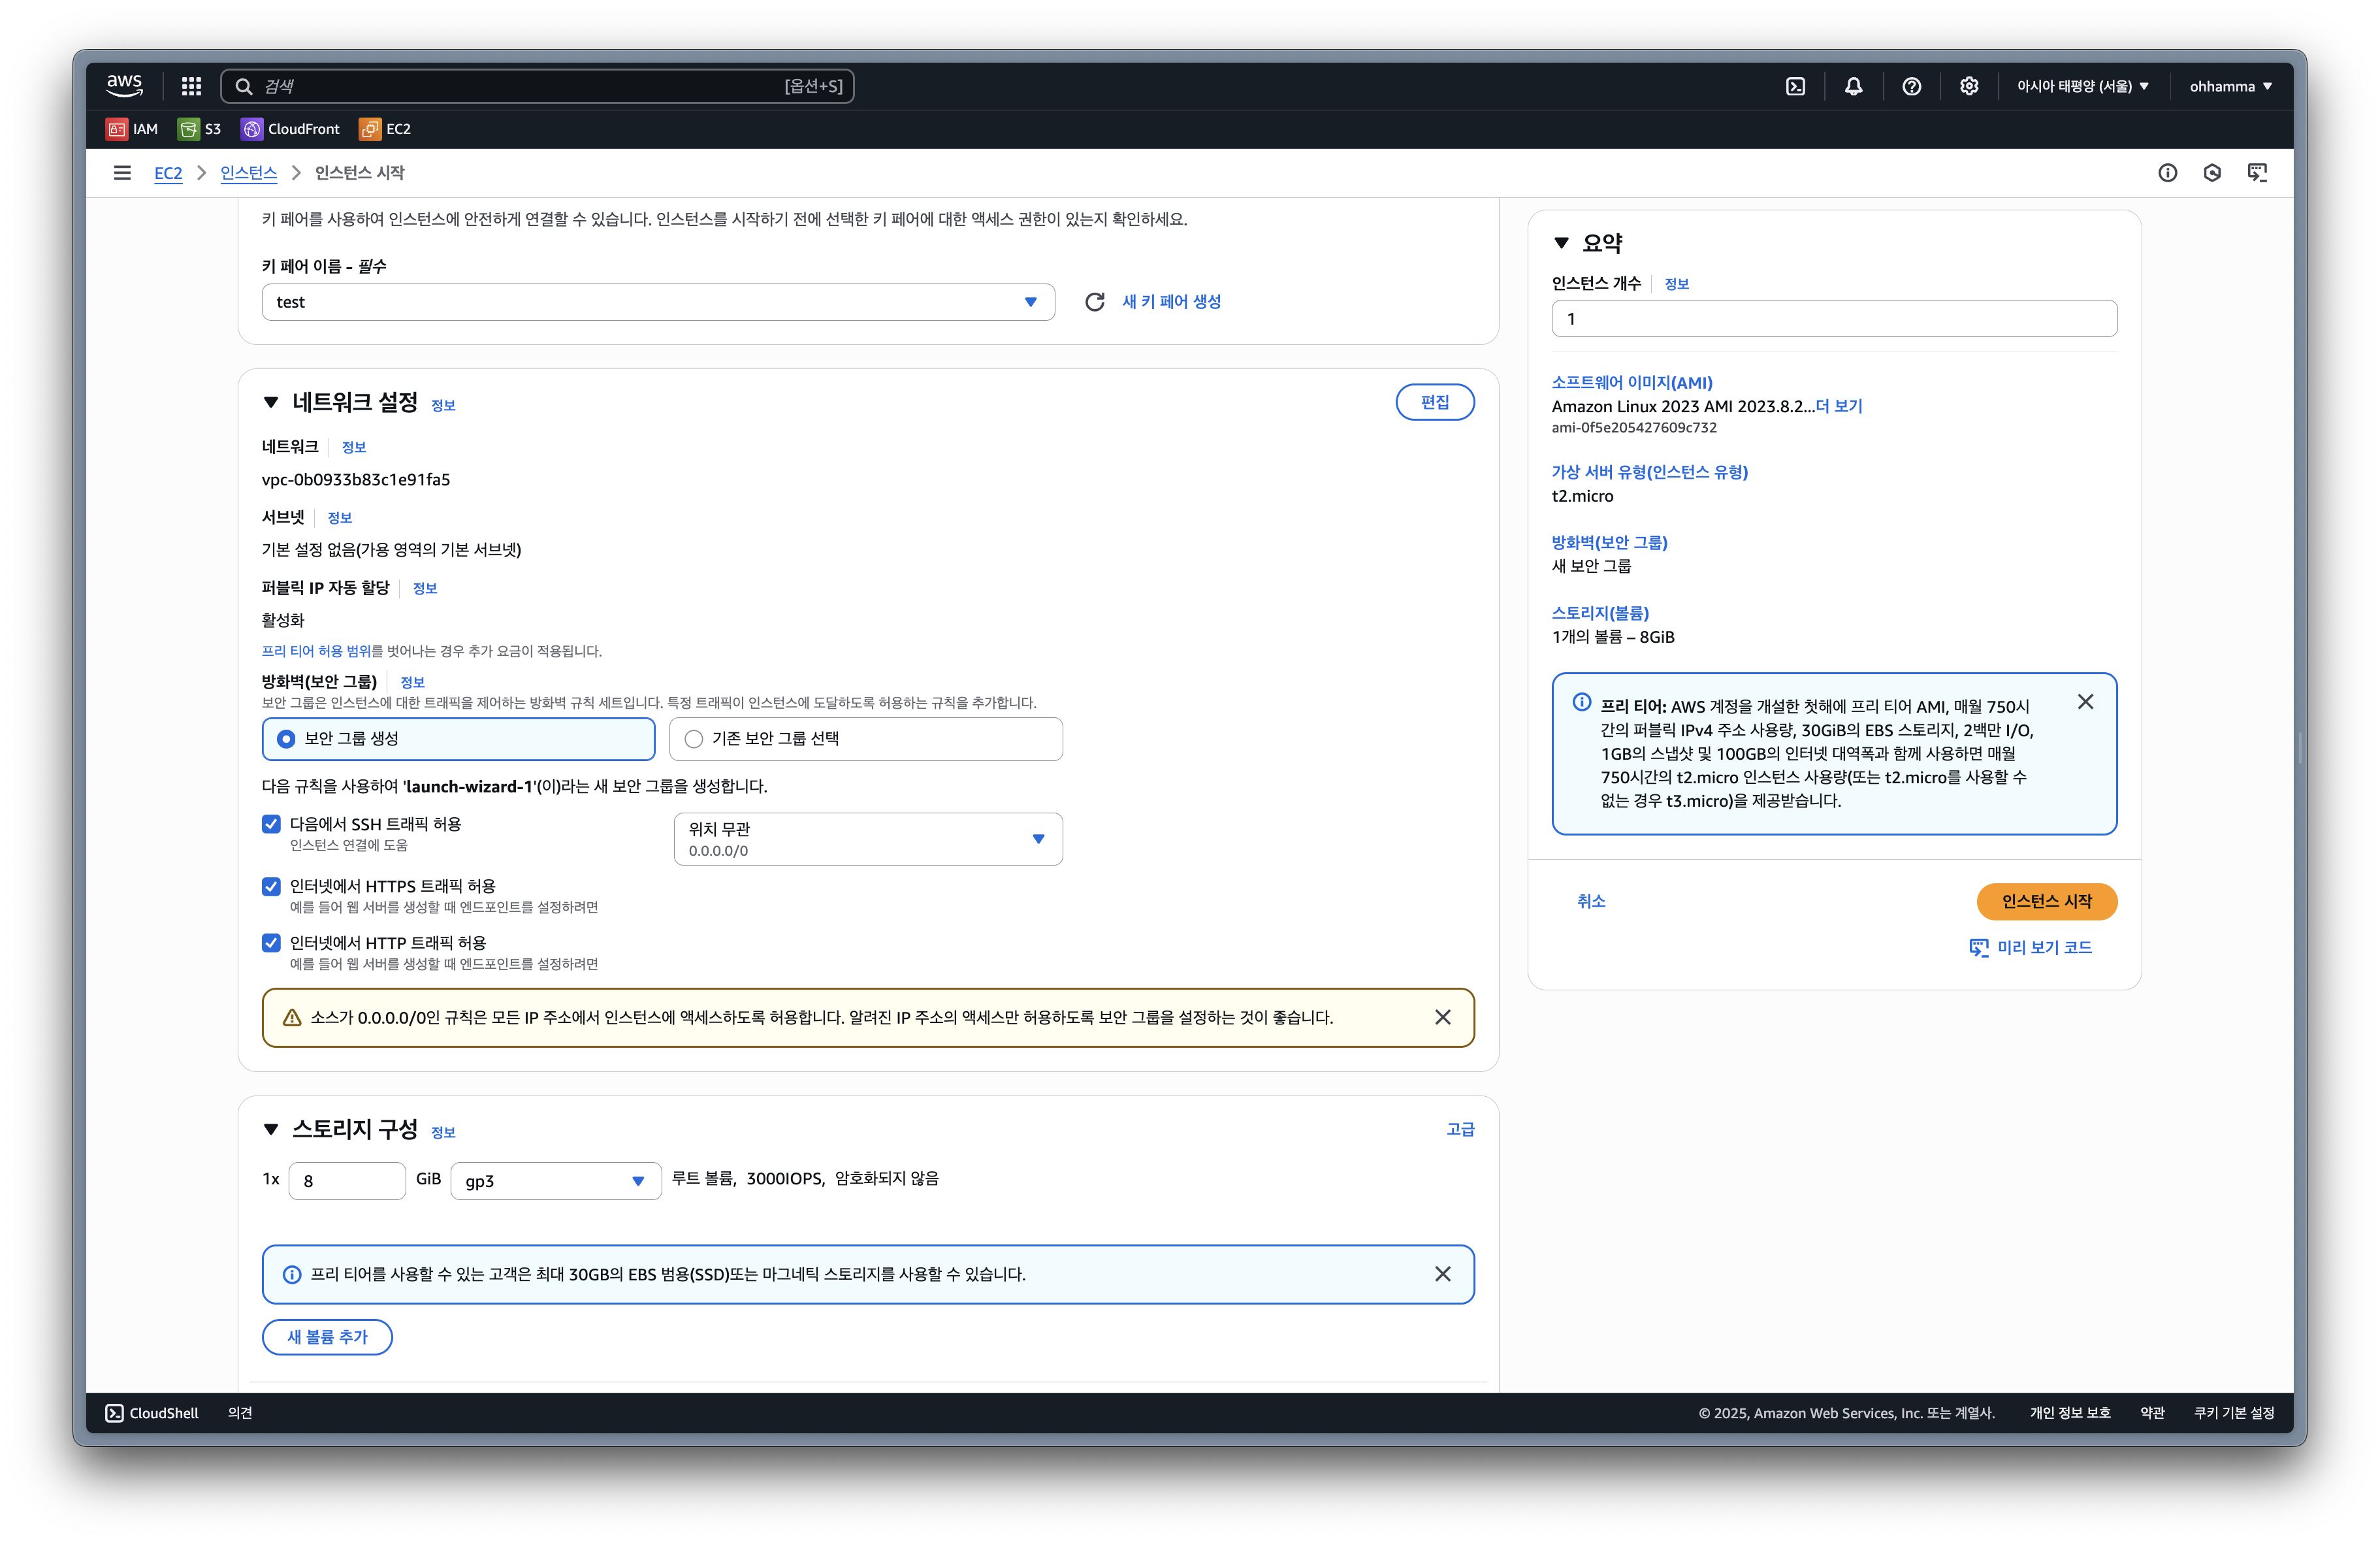 aws
검색
[옵션+S]
아시아 태평양 (서울)
ohhamma
IAM
S3
CloudFront
EC2
EC2
인스턴스
인스턴스 시작
키 페어를 사용하여 인스턴스에 안전하게 연결할 수 있습니다. 인스턴스를 시작하기 전에 선택한 키 페어에 대한 액세스 권한이 있는지 확인하세요.
키 페어 이름 - 필수
test
새 키 페어 생성
네트워크 설정 정보
편집
네트워크 정보
vpc-0b0933b83c1e91fa5
서브넷 정보
기본 설정 없음(가용 영역의 기본 서브넷)
퍼블릭 IP 자동 할당 정보
활성화
프리 티어 허용 범위를 벗어나는 경우 추가 요금이 적용됩니다.
방화벽(보안 그룹) 정보
보안 그룹은 인스턴스에 대한 트래픽을 제어하는 방화벽 규칙 세트입니다. 특정 트래픽이 인스턴스에 도달하도록 허용하는 규칙을 추가합니다.
보안 그룹 생성
기존 보안 그룹 선택
다음 규칙을 사용하여 'launch-wizard-1'(이)라는 새 보안 그룹을 생성합니다.
다음에서 SSH 트래픽 허용
인스턴스 연결에 도움
위치 무관
0.0.0.0/0
인터넷에서 HTTPS 트래픽 허용
예를 들어 웹 서버를 생성할 때 엔드포인트를 설정하려면
인터넷에서 HTTP 트래픽 허용
예를 들어 웹 서버를 생성할 때 엔드포인트를 설정하려면
소스가 0.0.0.0/0인 규칙은 모든 IP 주소에서 인스턴스에 액세스하도록 허용합니다. 알려진 IP 주소의 액세스만 허용하도록 보안 그룹을 설정하는 것이 좋습니다.
스토리지 구성 정보
고급
1x
8
GiB
gp3
루트 볼륨, 3000IOPS, 암호화되지 않음
프리 티어를 사용할 수 있는 고객은 최대 30GB의 EBS 범용(SSD)또는 마그네틱 스토리지를 사용할 수 있습니다.
새 볼륨 추가
요약
인스턴스 개수 정보
1
소프트웨어 이미지(AMI)
Amazon Linux 2023 AMI 2023.8.2...더 보기
ami-0f5e205427609c732
가상 서버 유형(인스턴스 유형)
t2.micro
방화벽(보안 그룹)
새 보안 그룹
스토리지(볼륨)
1개의 볼륨 – 8GiB
프리 티어: AWS 계정을 개설한 첫해에 프리 티어 AMI, 매월 750시
간의 퍼블릭 IPv4 주소 사용량, 30GiB의 EBS 스토리지, 2백만 I/O,
1GB의 스냅샷 및 100GB의 인터넷 대역폭과 함께 사용하면 매월
750시간의 t2.micro 인스턴스 사용량(또는 t2.micro를 사용할 수
없는 경우 t3.micro)을 제공받습니다.
취소
인스턴스 시작
미리 보기 코드
CloudShell
의견
© 2025, Amazon Web Services, Inc. 또는 계열사.
개인 정보 보호
약관
쿠키 기본 설정